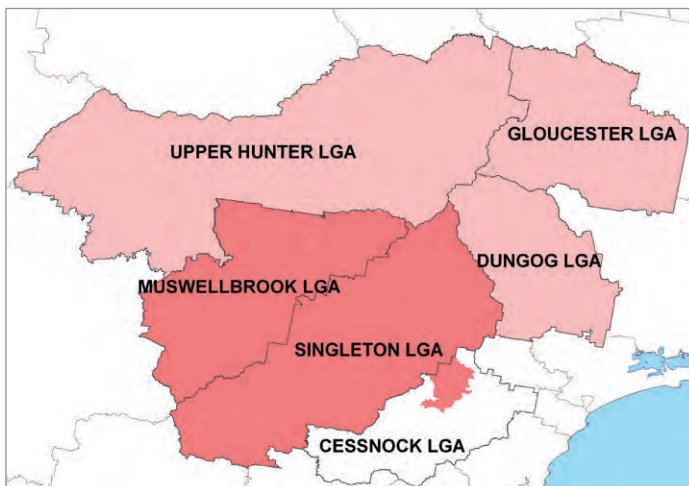 GLOUCESTER LGA
UPPER HUNTER LGA
DUNGOG LGA
MUSWELLBROOK LGA
SINGLETON LGA
CESSNOCK LGA